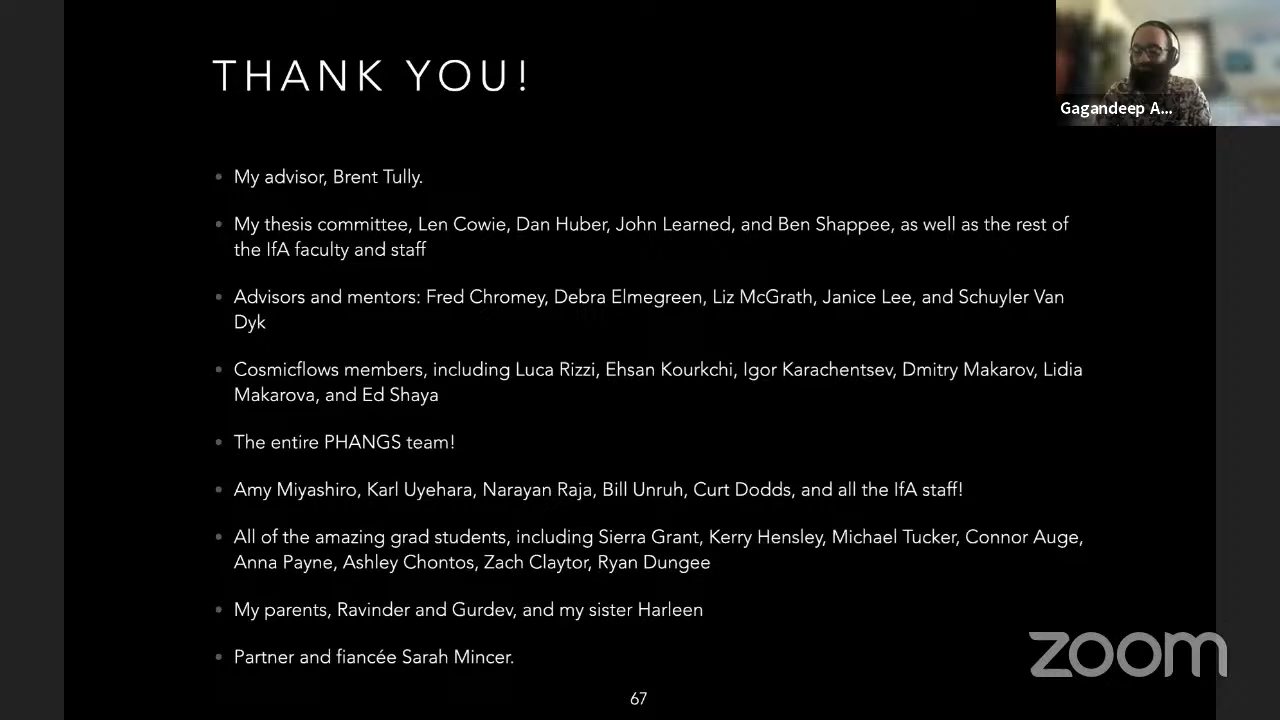 THANK YOU!
Gagandeep A...
• My advisor, Brent Tully.
• My thesis committee, Len Cowie, Dan Huber, John Learned, and Ben Shappee, as well as the rest of
the IfA faculty and staff
• Advisors and mentors: Fred Chromey, Debra Elmegreen, Liz McGrath, Janice Lee, and Schuyler Van
Dyk
• Cosmicflows members, including Luca Rizzi, Ehsan Kourkchi, Igor Karachentsev, Dmitry Makarov, Lidia
Makarova, and Ed Shaya
• The entire PHANGS team!
• Amy Miyashiro, Karl Uyehara, Narayan Raja, Bill Unruh, Curt Dodds, and all the IfA staff!
• All of the amazing grad students, including Sierra Grant, Kerry Hensley, Michael Tucker, Connor Auge,
Anna Payne, Ashley Chontos, Zach Claytor, Ryan Dungee
• My parents, Ravinder and Gurdev, and my sister Harleen
• Partner and fiancée Sarah Mincer.
zoom
67